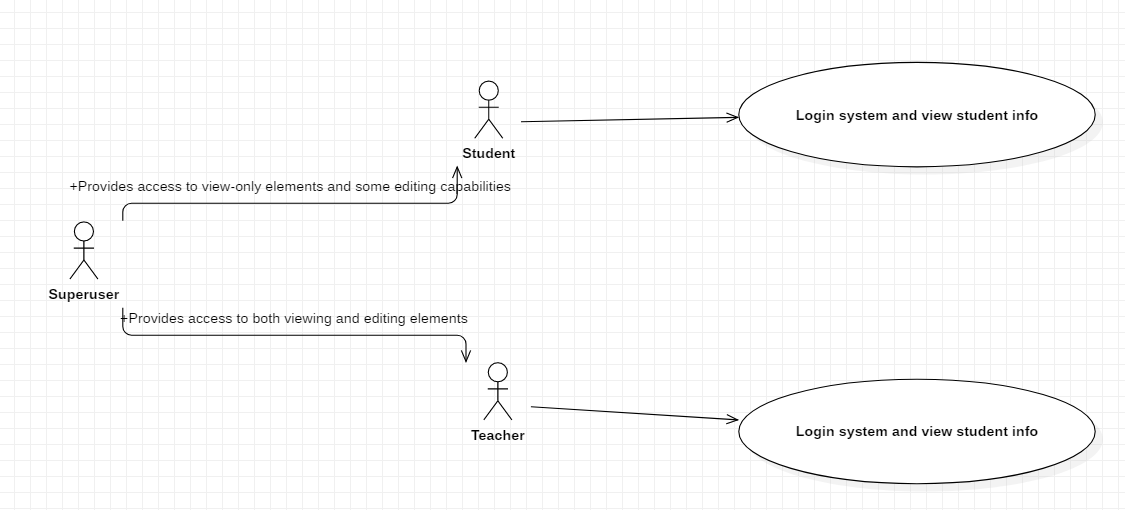 Login system and view student info
Student
+Provides access to view-only elements and some editing capabilities
Superuser
+Provides access to both viewing and editing elements
Teacher
Login system and view student info